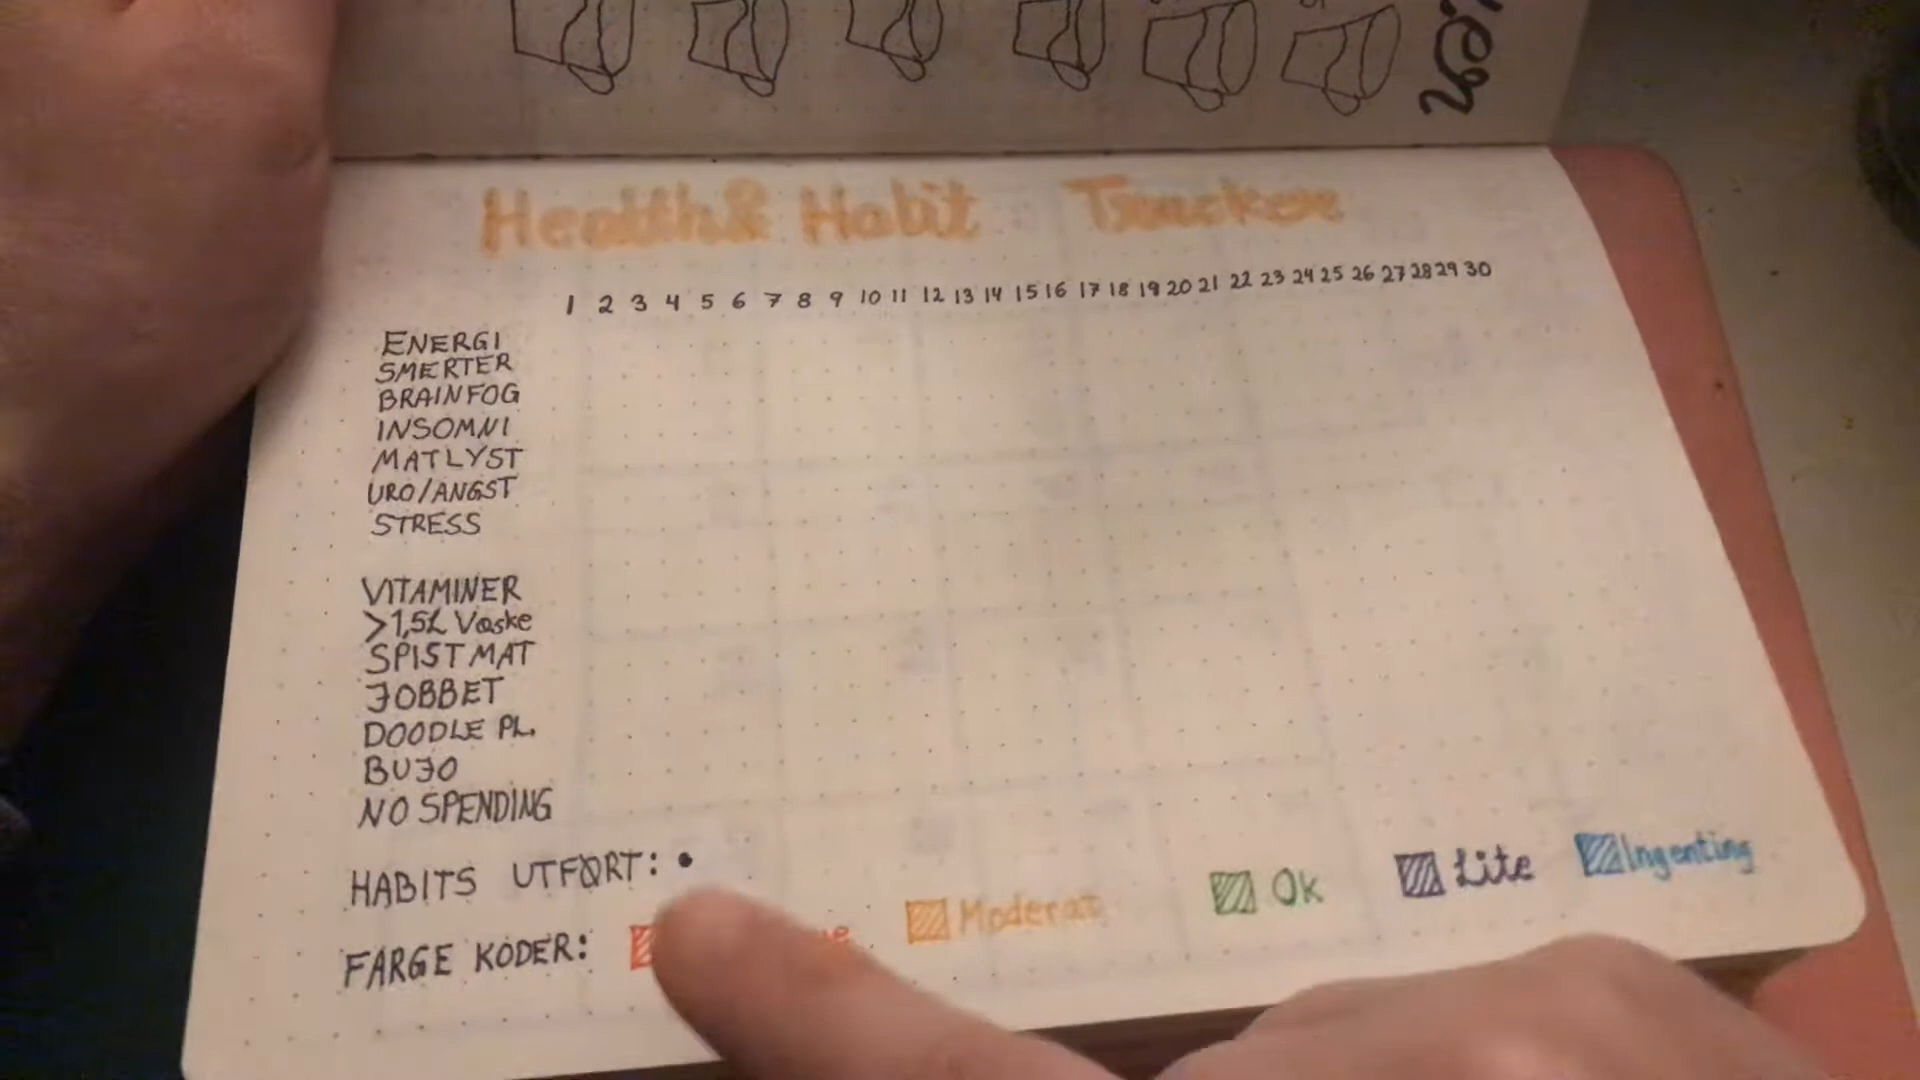 Health & Habit Tracker
1 2 3 4 5 6 7 8 9 10 11 12 13 14 15 16 17 18 19 20 21 22 23 24 25 26 27 28 29 30
ENERGI
SMERTER
BRAINFOG
INSOMNI
MATLYST
URO/ANGST
STRESS
VITAMINER
>1,5L Væske
SPIST MAT
JOBBET
DOODLE PL.
BUJO
NO SPENDING
HABITS UTFØRT: •
FARGE KODER: Moderat Ok Lite Ingenting